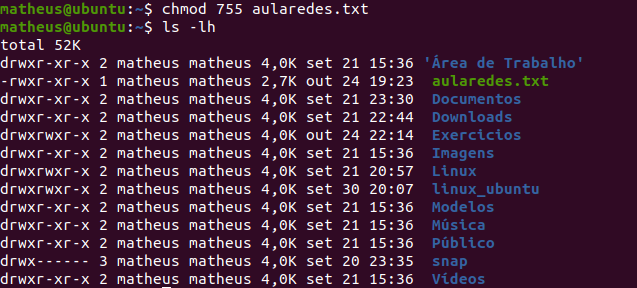 matheus@ubuntu:~$ chmod 755 aularedes.txt
matheus@ubuntu:~$ ls -lh
total 52K
drwxr-xr-x 2 matheus matheus 4,0K set 21 15:36 'Área de Trabalho'
-rwxr-xr-x 1 matheus matheus 2,7K out 24 19:23  aularedes.txt
drwxr-xr-x 2 matheus matheus 4,0K set 21 23:30  Documentos
drwxr-xr-x 2 matheus matheus 4,0K set 21 22:44  Downloads
drwxrwxr-x 2 matheus matheus 4,0K out 24 22:14  Exercicios
drwxr-xr-x 2 matheus matheus 4,0K set 21 15:36  Imagens
drwxrwxr-x 2 matheus matheus 4,0K set 21 20:57  Linux
drwxrwxr-x 2 matheus matheus 4,0K set 30 20:07  linux_ubuntu
drwxr-xr-x 2 matheus matheus 4,0K set 21 15:36  Modelos
drwxr-xr-x 2 matheus matheus 4,0K set 21 15:36  Música
drwxr-xr-x 2 matheus matheus 4,0K set 21 15:36  Público
drwx------ 3 matheus matheus 4,0K set 20 23:35  snap
drwxr-xr-x 2 matheus matheus 4,0K set 21 15:36  Vídeos